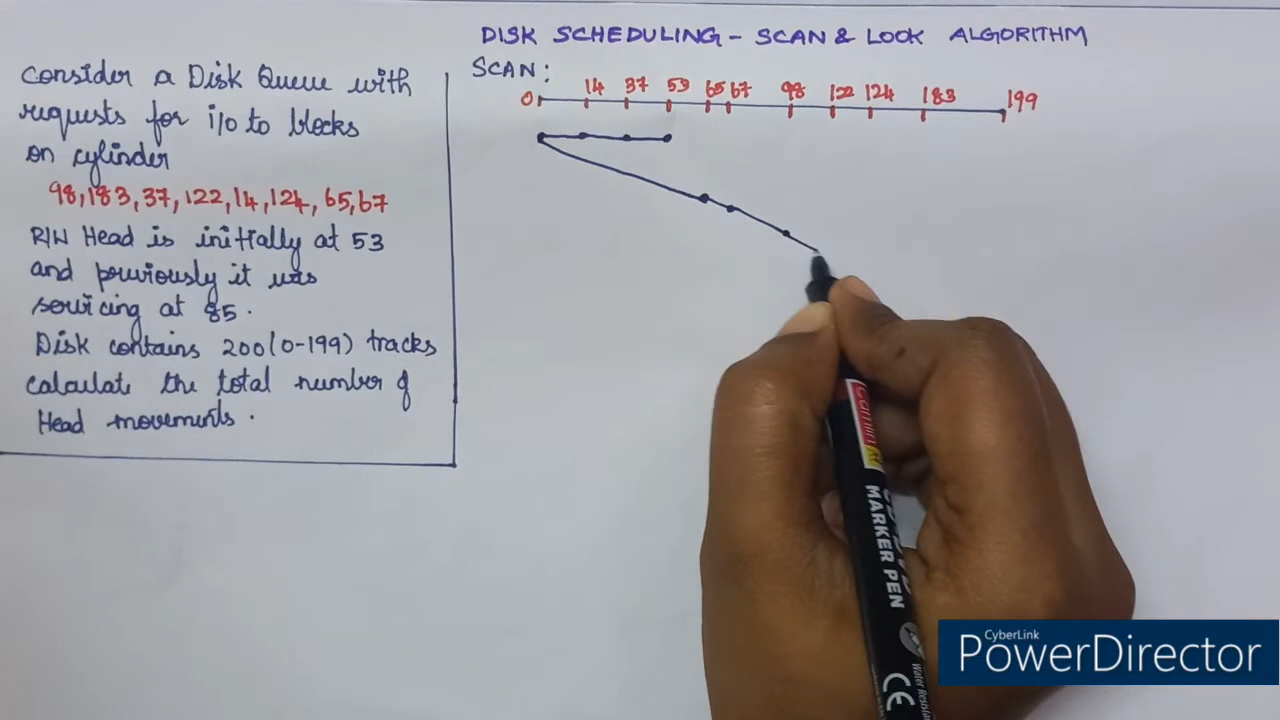 DISK SCHEDULING - SCAN & LOOK ALGORITHM
Consider a Disk Queue with
requests for i/o to blocks
on cylinder
98,183,37,122,14,124,65,67
R/W Head is initially at 53
and previously it was
servicing at 85.
Disk contains 200(0-199) tracks
calculate the total number of
Head movements.
SCAN:
0 14 37 53 65 67 98 122 124 183 199
Camlin
MARKER PEN
CE
CyberLink
PowerDirector